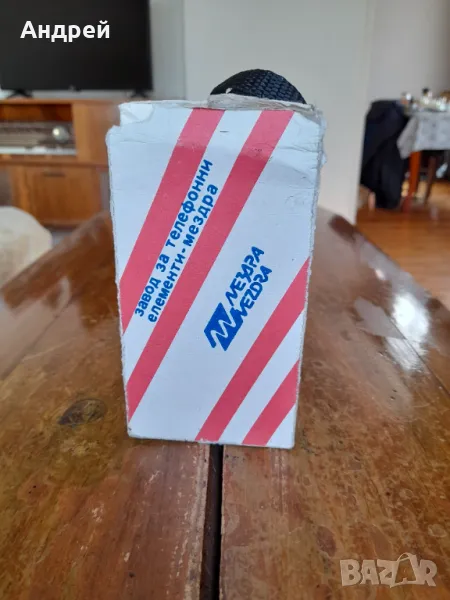 Андрей
завод за телефонни
елементи-мездра
МЕЗДРА
MEZDRA
BAZAR